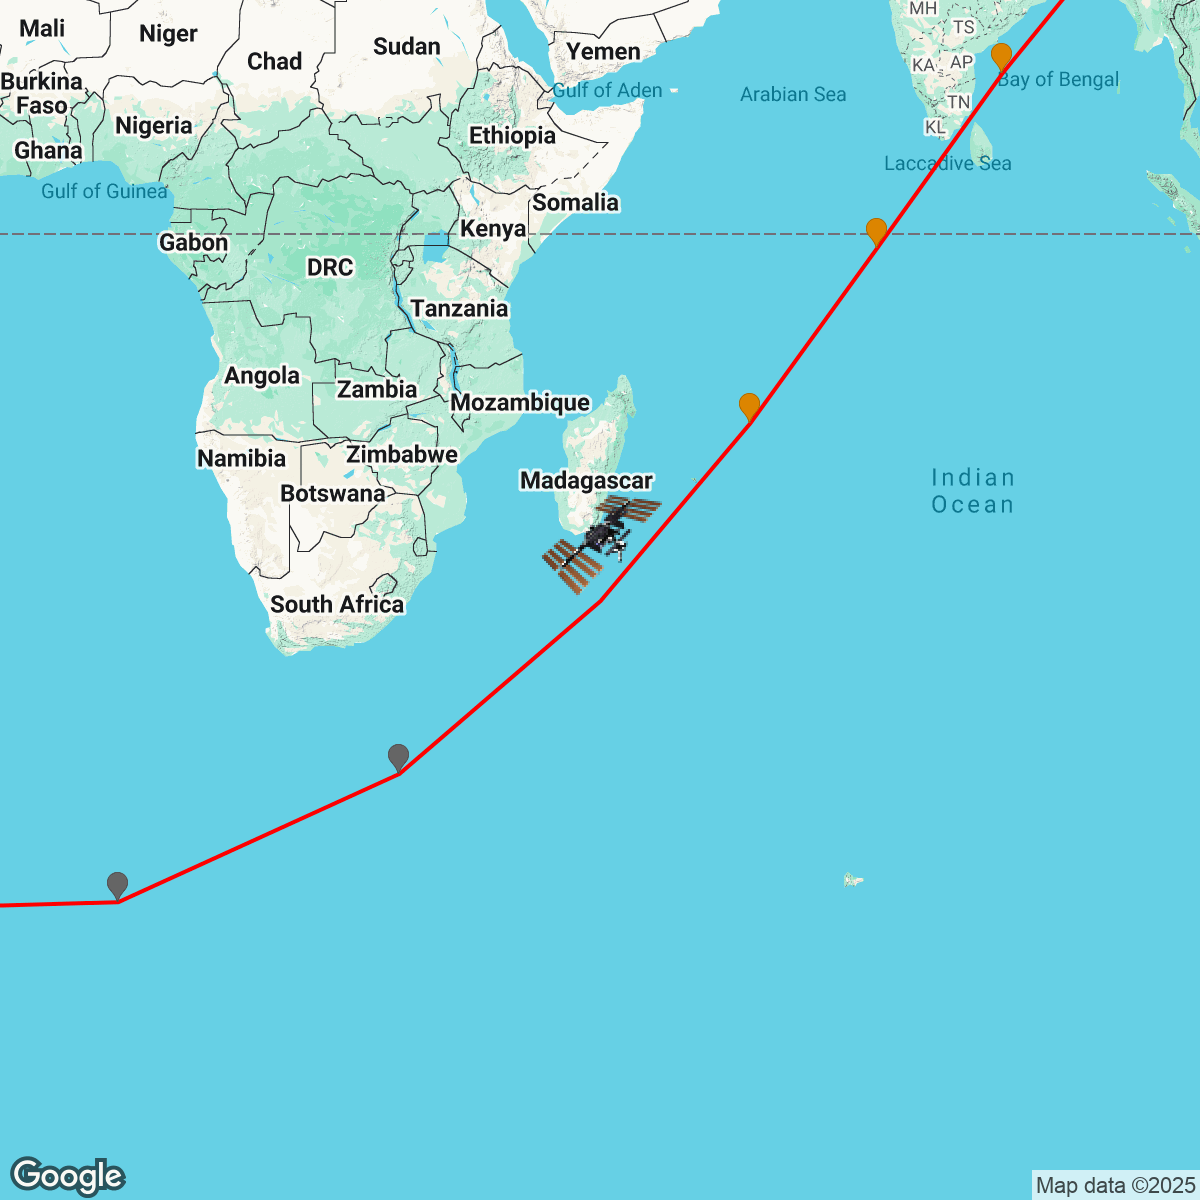 MH
Mali
Niger
TS
Sudan
Yemen
Chad
KA
AP
Burkina
Faso
Bay of Bengal
Gulf of Aden
Arabian Sea
TN
Nigeria
KL
Ethiopia
Ghana
Laccadive Sea
Gulf of Guinea
Somalia
Kenya
Gabon
DRC
Tanzania
Angola
Zambia
Mozambique
Zimbabwe
Namibia
Madagascar
Indian
Ocean
Botswana
South Africa
Google
Map data ©2025